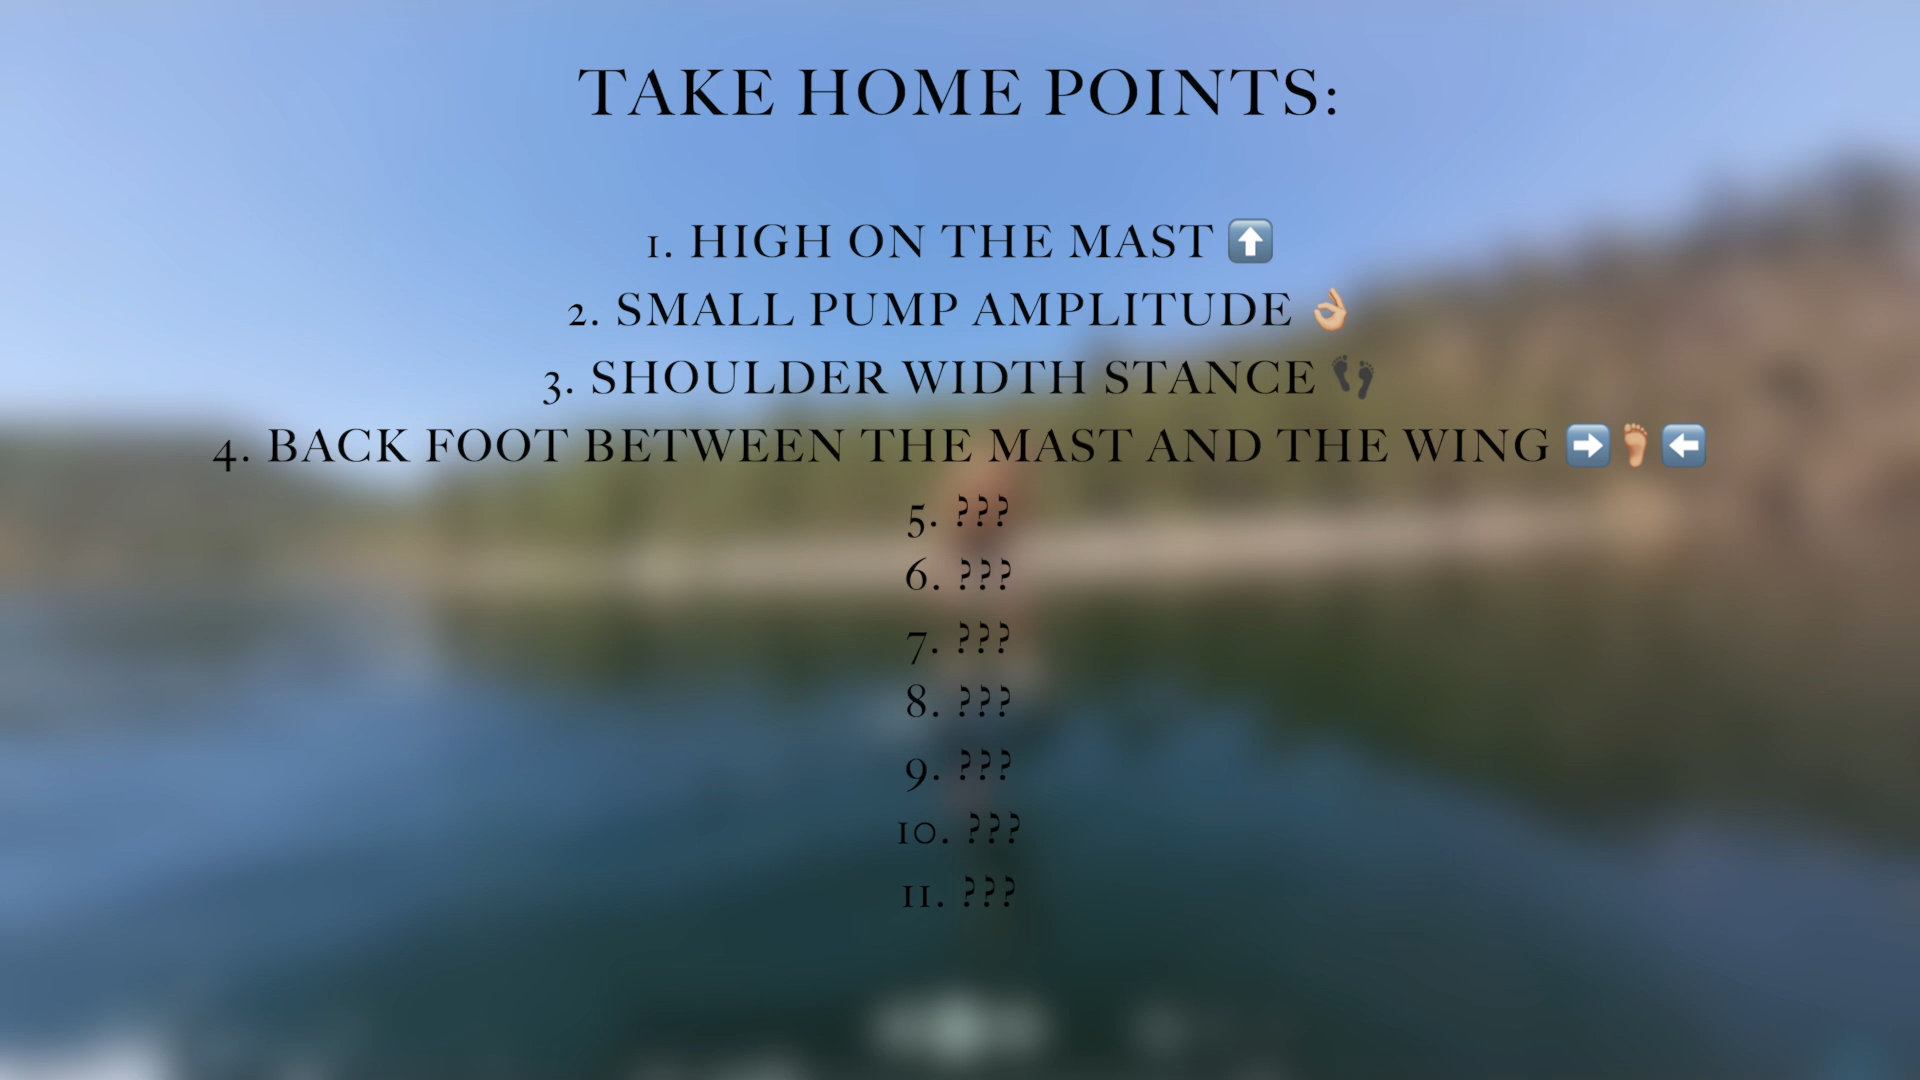 TAKE HOME POINTS:
1. HIGH ON THE MAST ⬆️
2. SMALL PUMP AMPLITUDE 👌🏼
3. SHOULDER WIDTH STANCE 👣
4. BACK FOOT BETWEEN THE MAST AND THE WING ➡️🦶🏼⬅️
5. ???
6. ???
7. ???
8. ???
9. ???
10. ???
11. ???